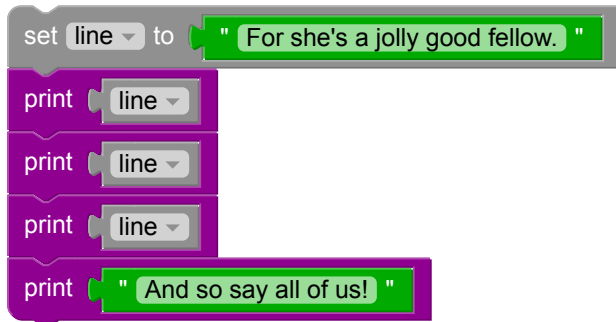 set line to " For she's a jolly good fellow. "
print line
print line
print line
print " And so say all of us! "